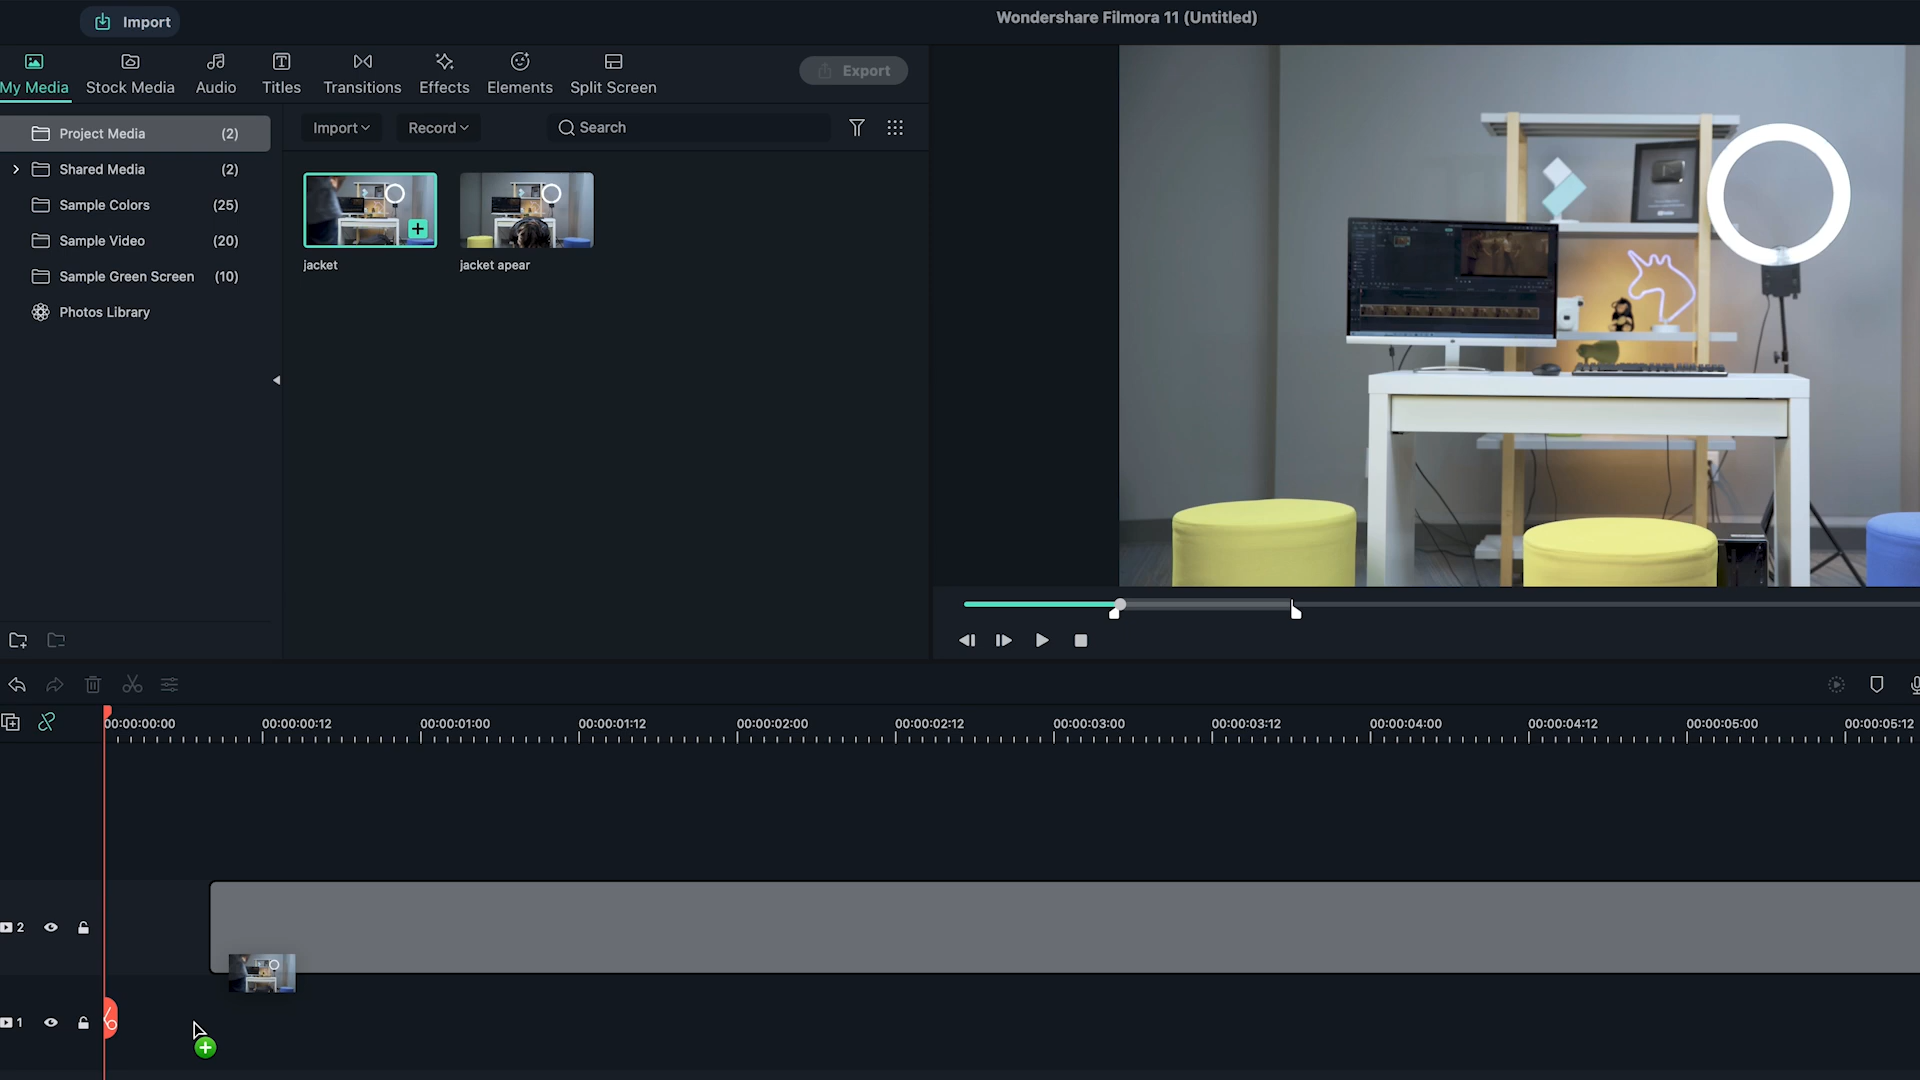 Import
Wondershare Filmora 11 (Untitled)
My Media
Stock Media
Audio
Titles
Transitions
Effects
Elements
Split Screen
Export
Project Media (2)
Shared Media (2)
Sample Colors (25)
Sample Video (20)
Sample Green Screen (10)
Photos Library
Import
Record
Search
jacket
jacket apear
00:00:00:00
00:00:00:12
00:00:01:00
00:00:01:12
00:00:02:00
00:00:02:12
00:00:03:00
00:00:03:12
00:00:04:00
00:00:04:12
00:00:05:00
00:00:05:12
2
1